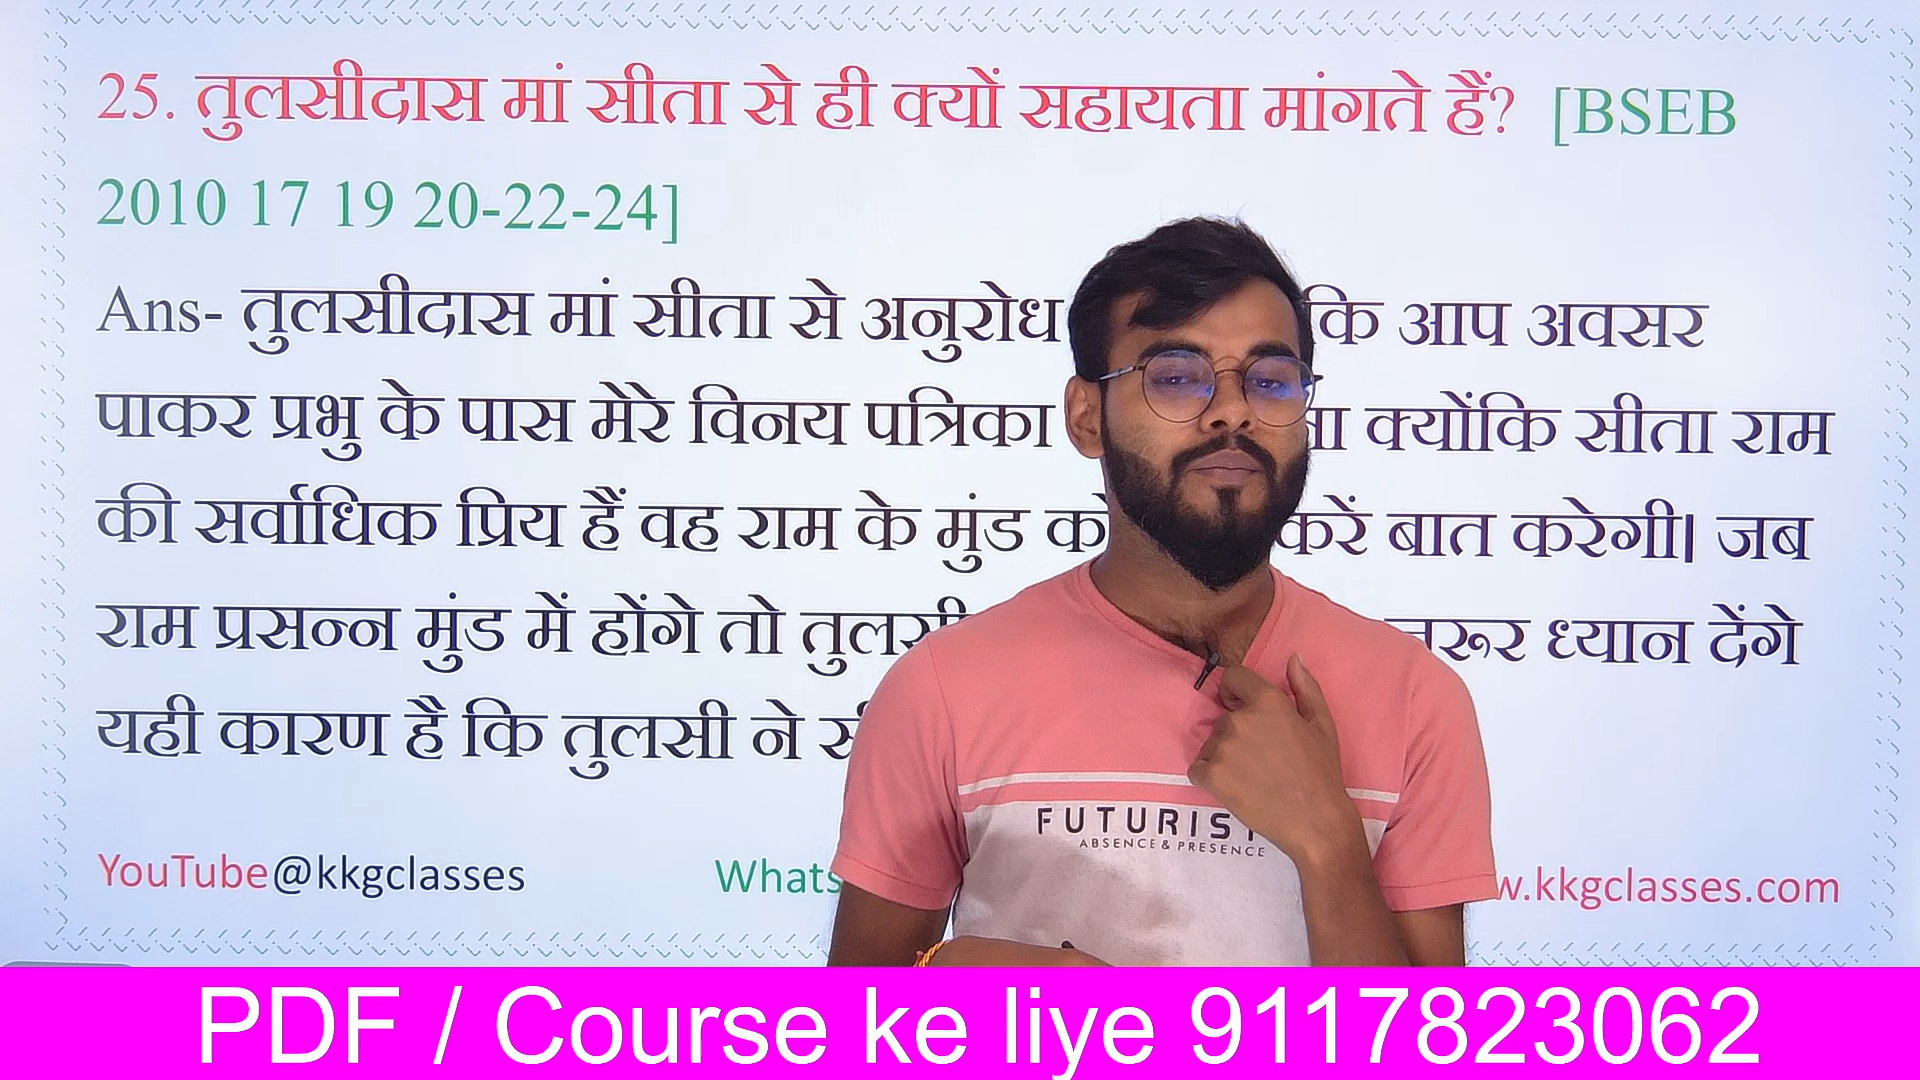 25. तुलसीदास मां सीता से ही क्यों सहायता मांगते हैं? [BSEB
2010 17 19 20-22-24]
Ans- तुलसीदास मां सीता से अनुरोध कि आप अवसर
पाकर प्रभु के पास मेरे विनय पत्रिका क्योंकि सीता राम
की सर्वाधिक प्रिय हैं वह राम के मुंड करें बात करेगी। जब
राम प्रसन्न मुंड में होंगे तो ध्यान देंगे
यही कारण है कि तुलसी ने
YouTube@kkgclasses w.kkgclasses.com
FUTURIS
ABSENCE & PRESENCE
PDF / Course ke liye 9117823062